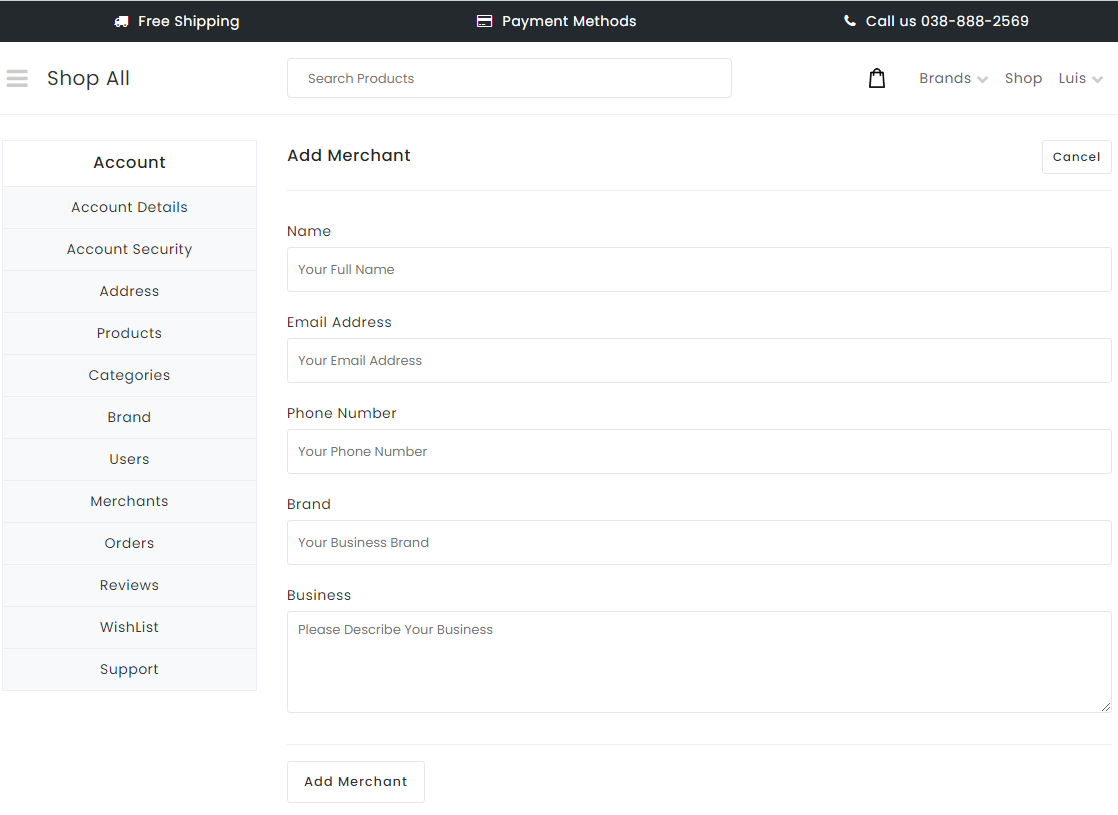 Free Shipping
Payment Methods
Call us 038-888-2569
Shop All
Search Products
Brands
Shop
Luis
Account
Account Details
Account Security
Address
Products
Categories
Brand
Users
Merchants
Orders
Reviews
WishList
Support
Add Merchant
Cancel
Name
Your Full Name
Email Address
Your Email Address
Phone Number
Your Phone Number
Brand
Your Business Brand
Business
Please Describe Your Business
Add Merchant